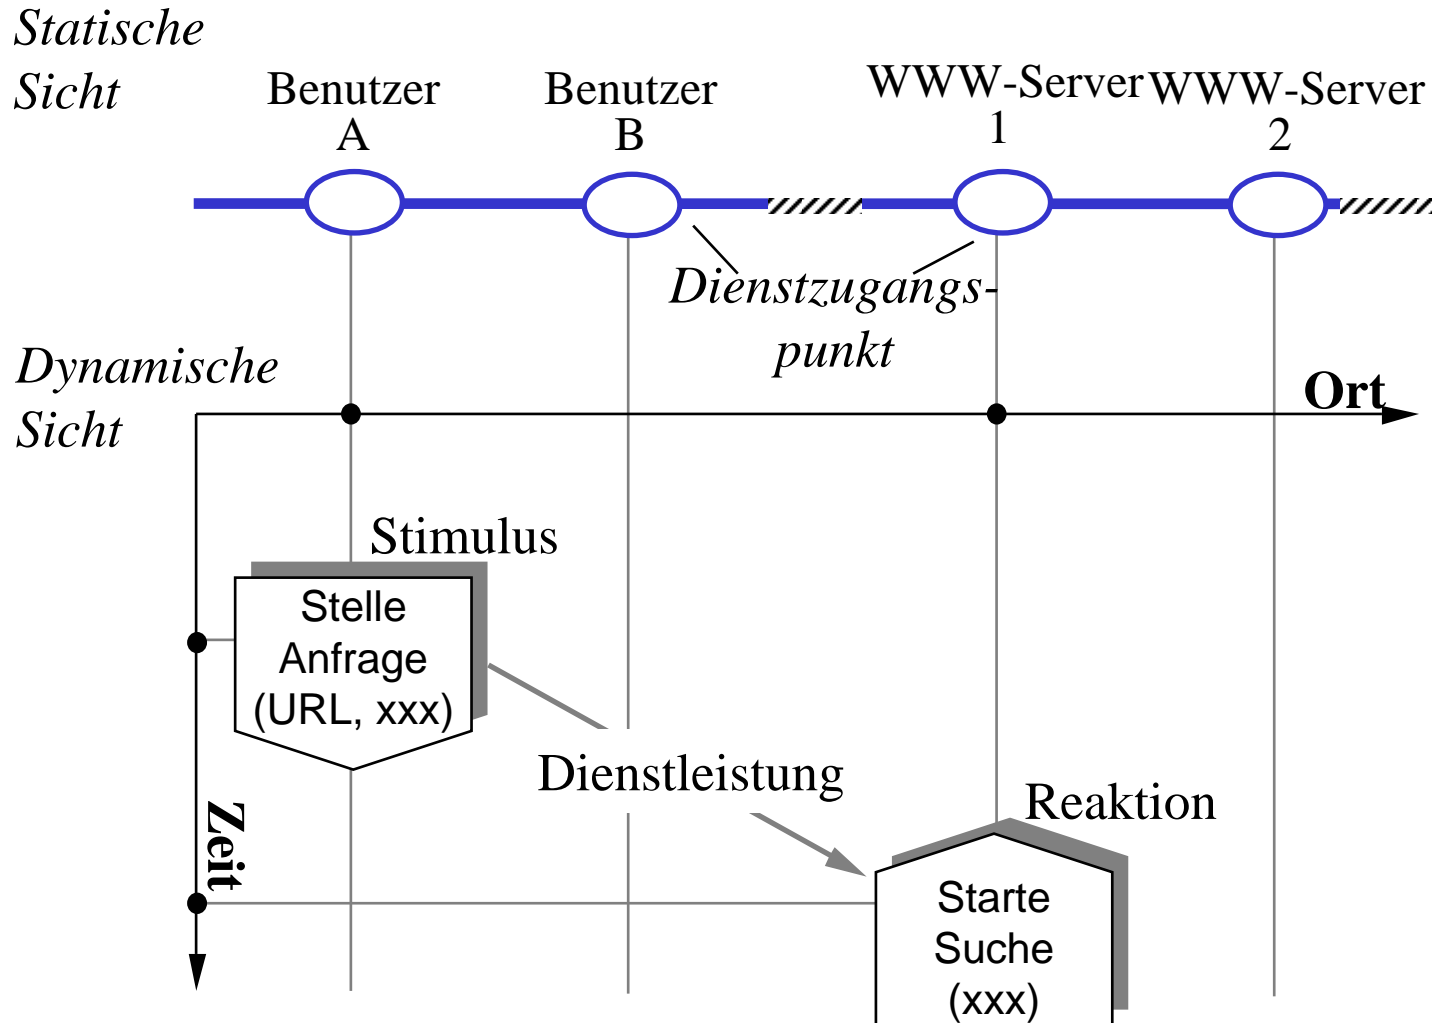 Statische
Sicht
Benutzer
A
Benutzer
B
WWW-Server
1
WWW-Server
2
Dienstzugangs-
punkt
Dynamische
Sicht
Ort
Stimulus
Stelle
Anfrage
(URL, xxx)
Dienstleistung
Zeit
Reaktion
Starte
Suche
(xxx)